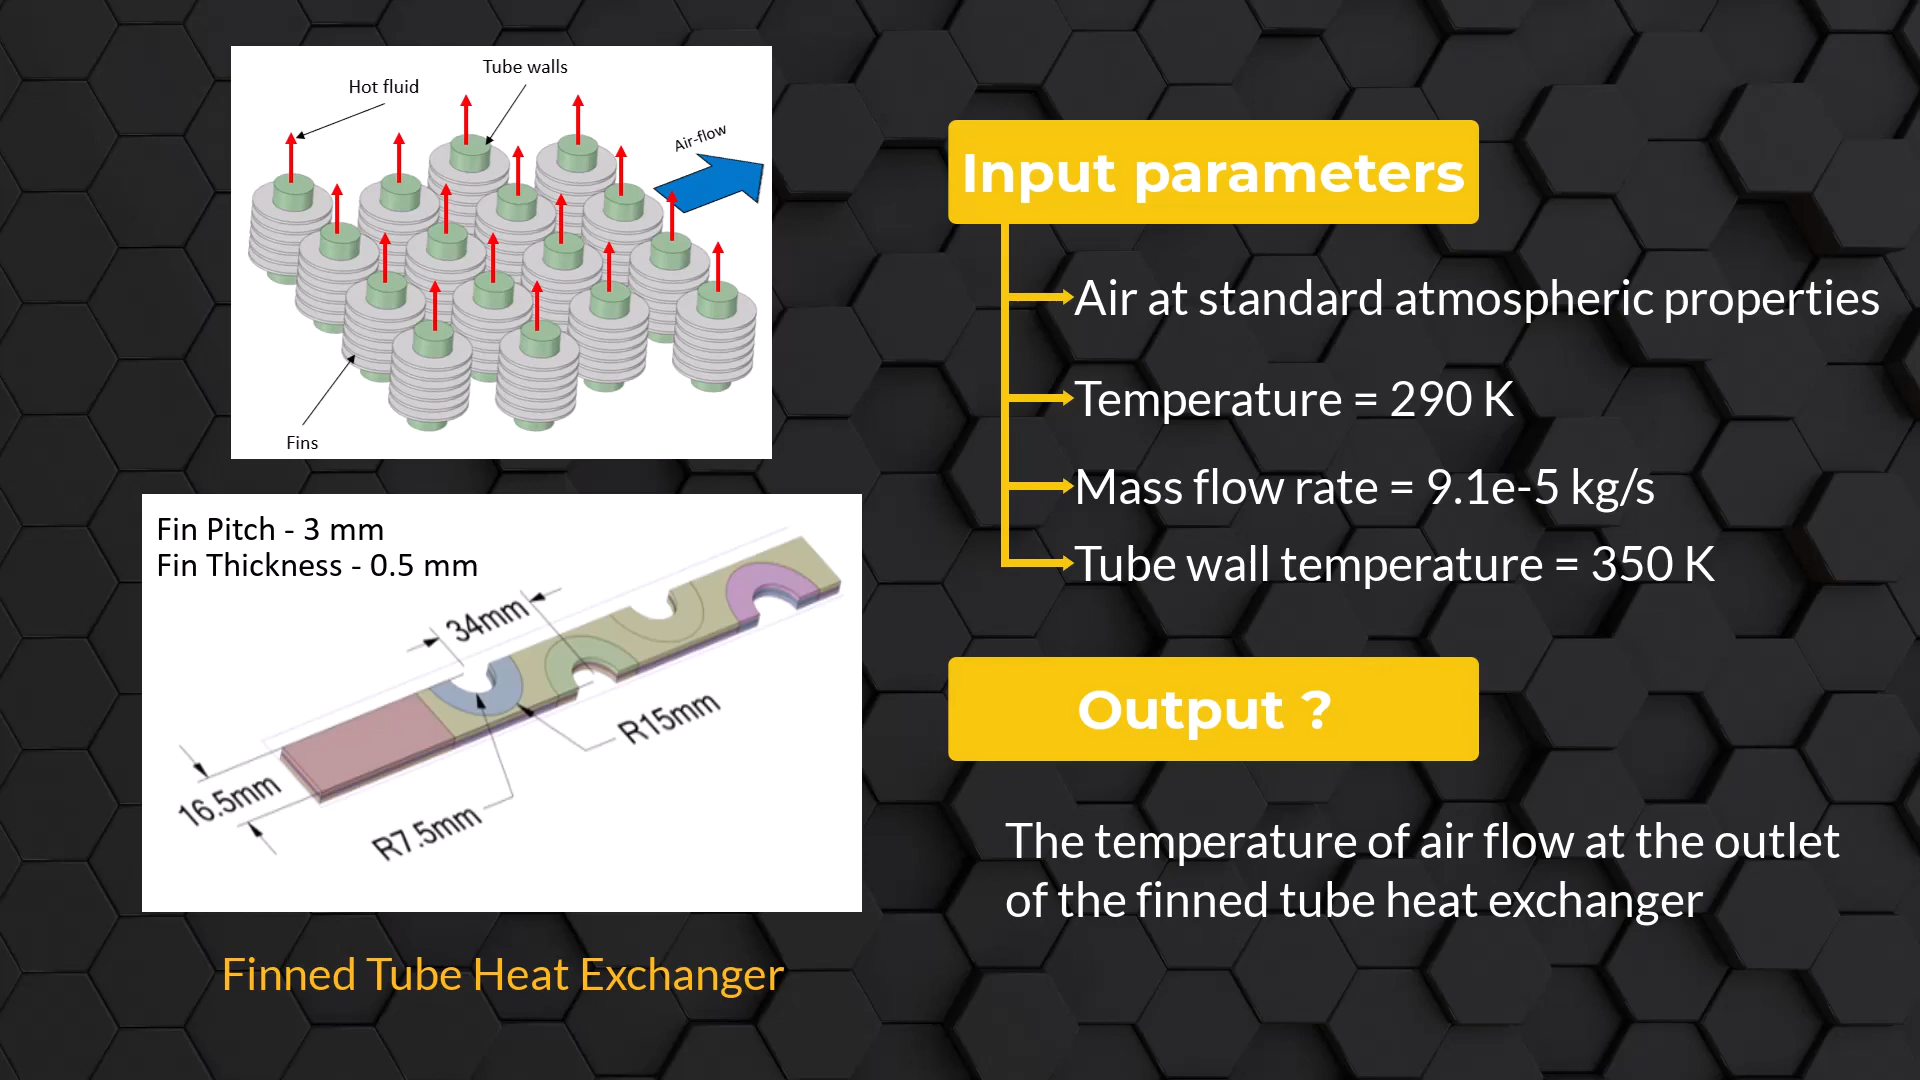 Tube walls
Hot fluid
Air-flow
Fins
Fin Pitch - 3 mm
Fin Thickness - 0.5 mm
34mm
R15mm
16.5mm
R7.5mm
Finned Tube Heat Exchanger
Input parameters
Air at standard atmospheric properties
Temperature = 290 K
Mass flow rate = 9.1e-5 kg/s
Tube wall temperature = 350 K
Output ?
The temperature of air flow at the outlet
of the finned tube heat exchanger